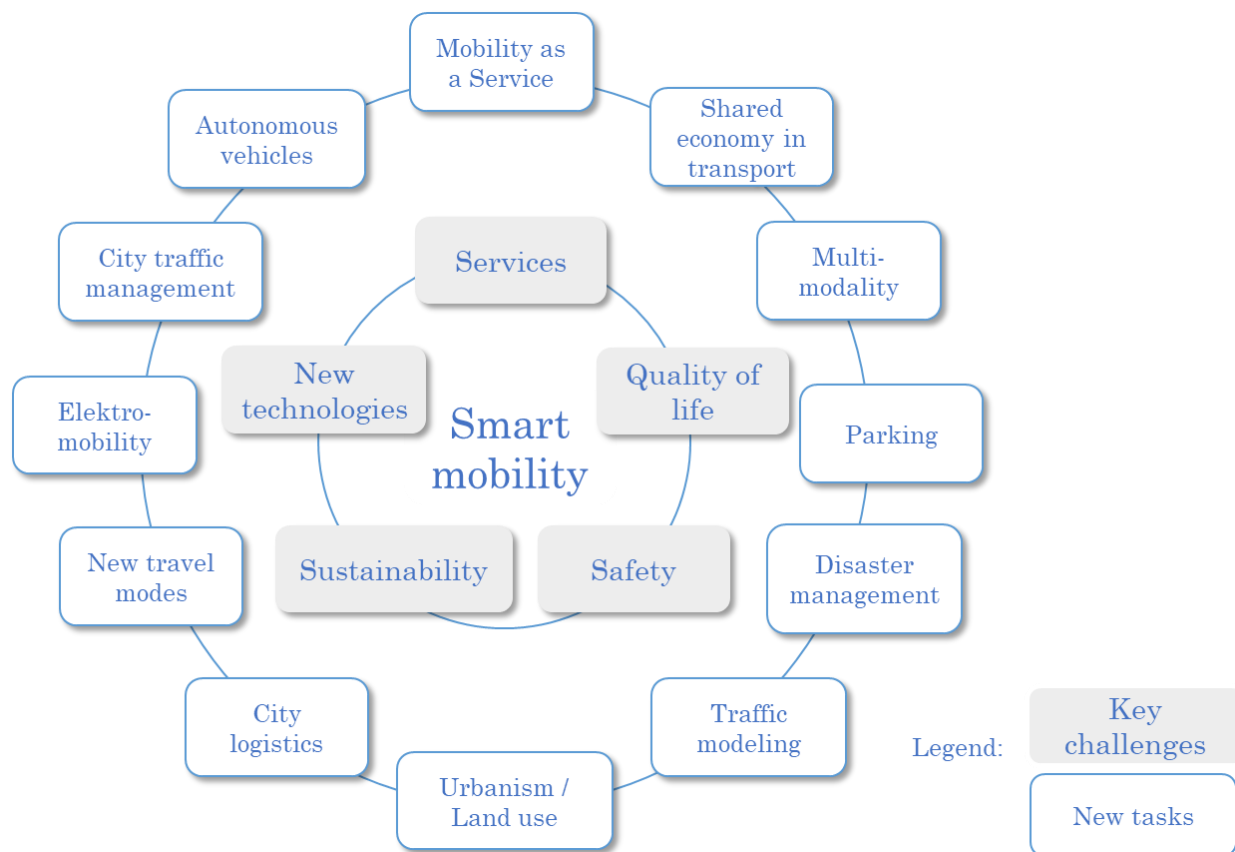 Mobility as
a Service
Autonomous
vehicles
Shared
economy in
transport
City traffic
management
Services
Multi-
modality
New
technologies
Quality of
life
Elektro-
mobility
Smart
mobility
Parking
New travel
modes
Sustainability
Safety
Disaster
management
City
logistics
Traffic
modeling
Urbanism /
Land use
Legend:
Key
challenges
New tasks